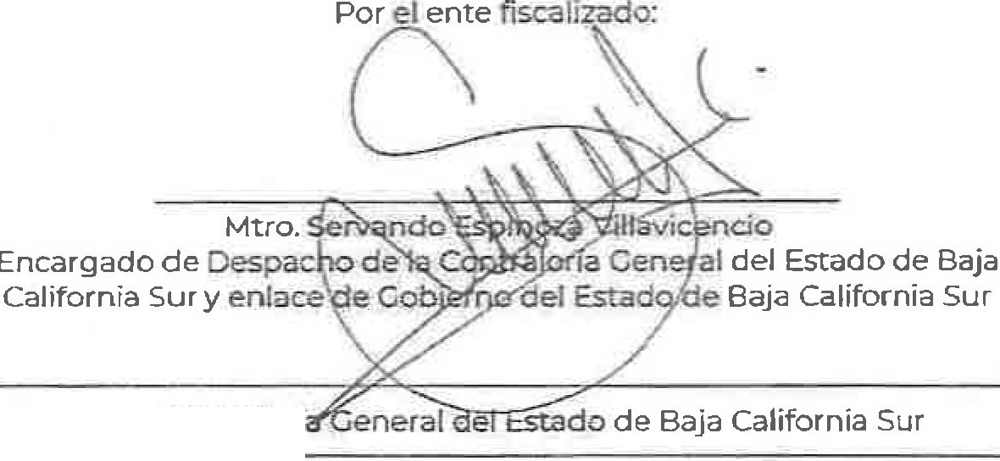 Por el ente fiscalizado:
Mtro. Servando Espinoza Villavicencio
Encargado de Despacho de la Contraloría General del Estado de Baja
California Sur y enlace de Gobierno del Estado de Baja California Sur
a General del Estado de Baja California Sur